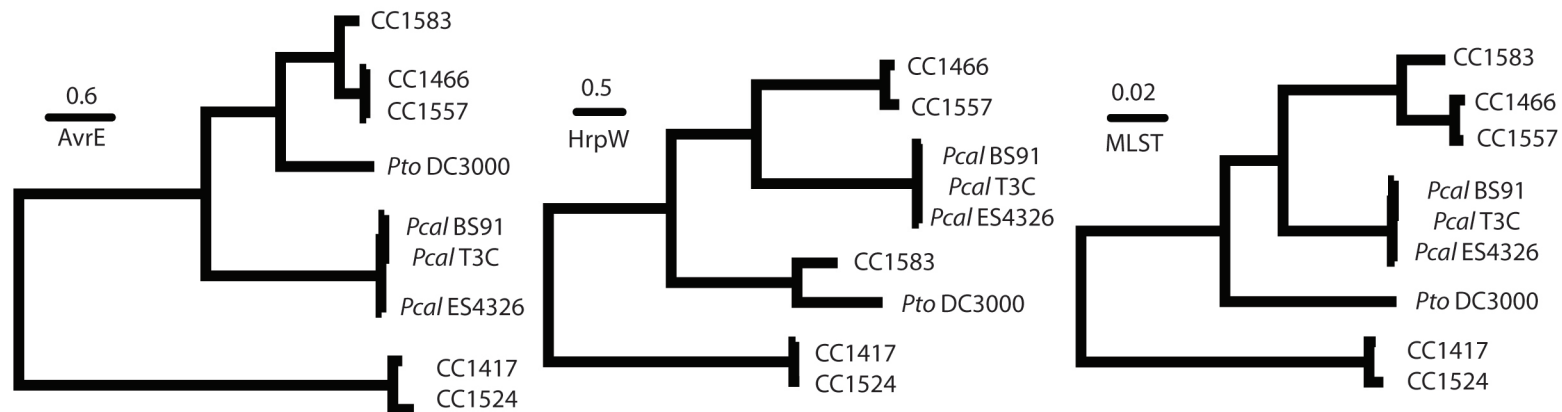 0.6
AvrE
CC1583
CC1466
CC1557
Pto DC3000
Pcal BS91
Pcal T3C
Pcal ES4326
CC1417
CC1524
0.5
HrpW
CC1466
CC1557
Pcal BS91
Pcal T3C
Pcal ES4326
CC1583
Pto DC3000
CC1417
CC1524
0.02
MLST
CC1583
CC1466
CC1557
Pcal BS91
Pcal T3C
Pcal ES4326
Pto DC3000
CC1417
CC1524